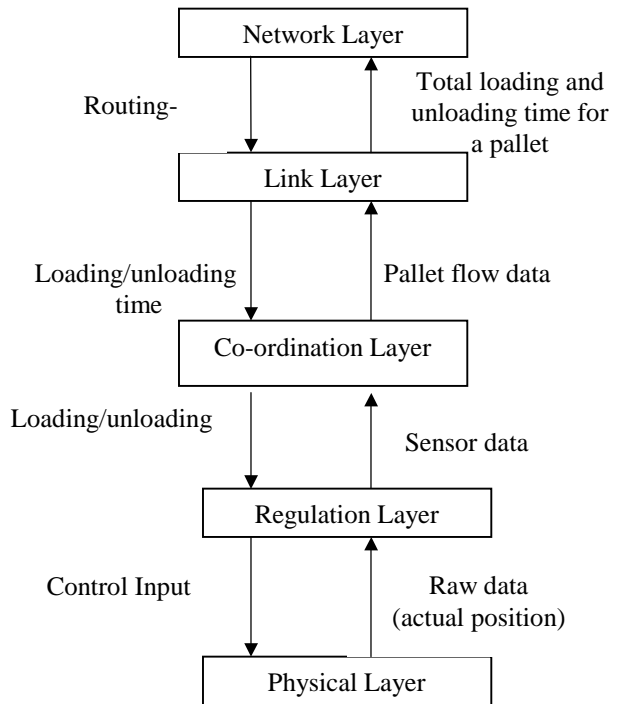 Network Layer
Routing-
Total loading and
unloading time for
a pallet
Link Layer
Loading/unloading
time
Pallet flow data
Co-ordination Layer
Loading/unloading
Sensor data
Regulation Layer
Control Input
Raw data
(actual position)
Physical Layer